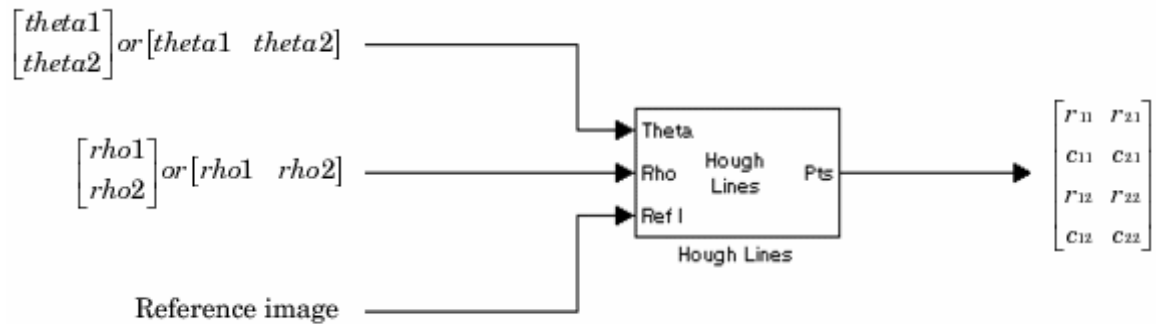 [theta1
theta2] or [theta1 theta2]
[rho1
rho2] or [rho1 rho2]
Reference image
Theta
Rho
Ref I
Hough
Lines
Pts
Hough Lines
r11 r21
c11 c21
r12 r22
c12 c22